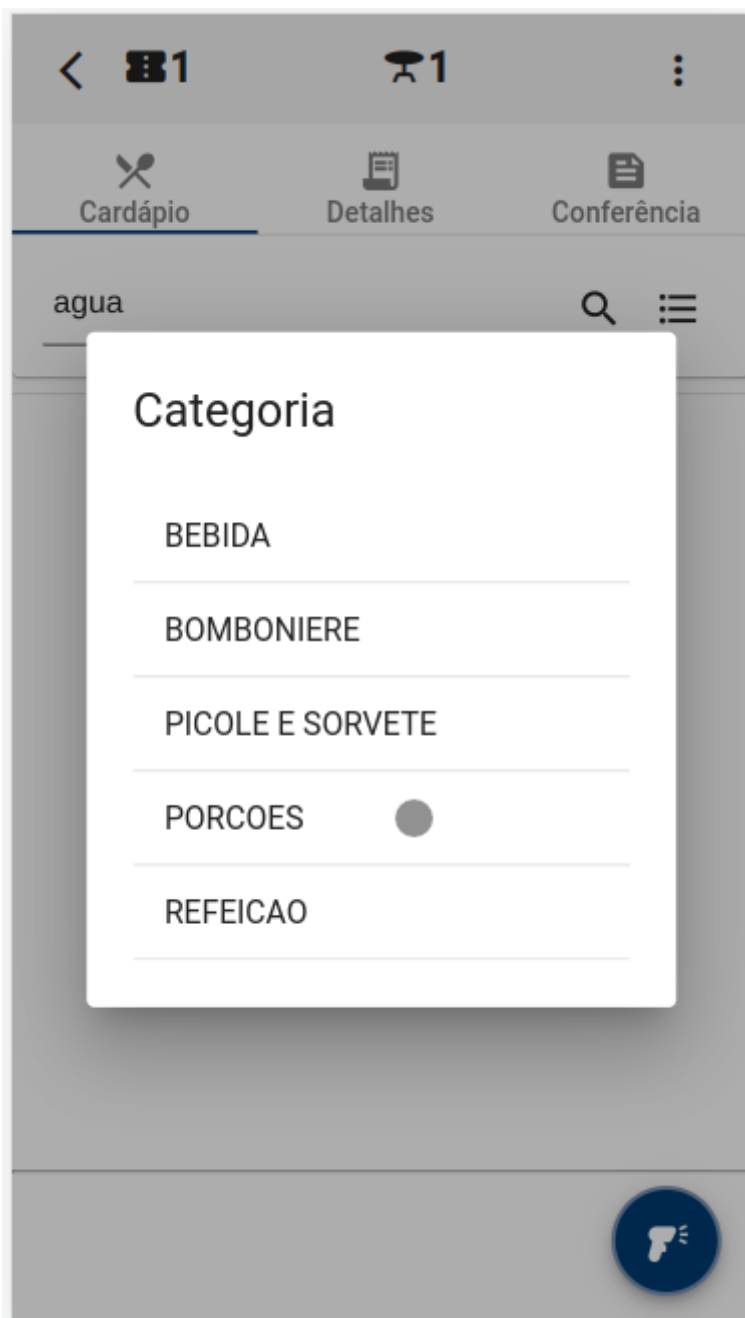 1 1
Cardápio Detalhes Conferência
agua
Categoria
BEBIDA
BOMBONIERE
PICOLE E SORVETE
PORCOES
REFEICAO